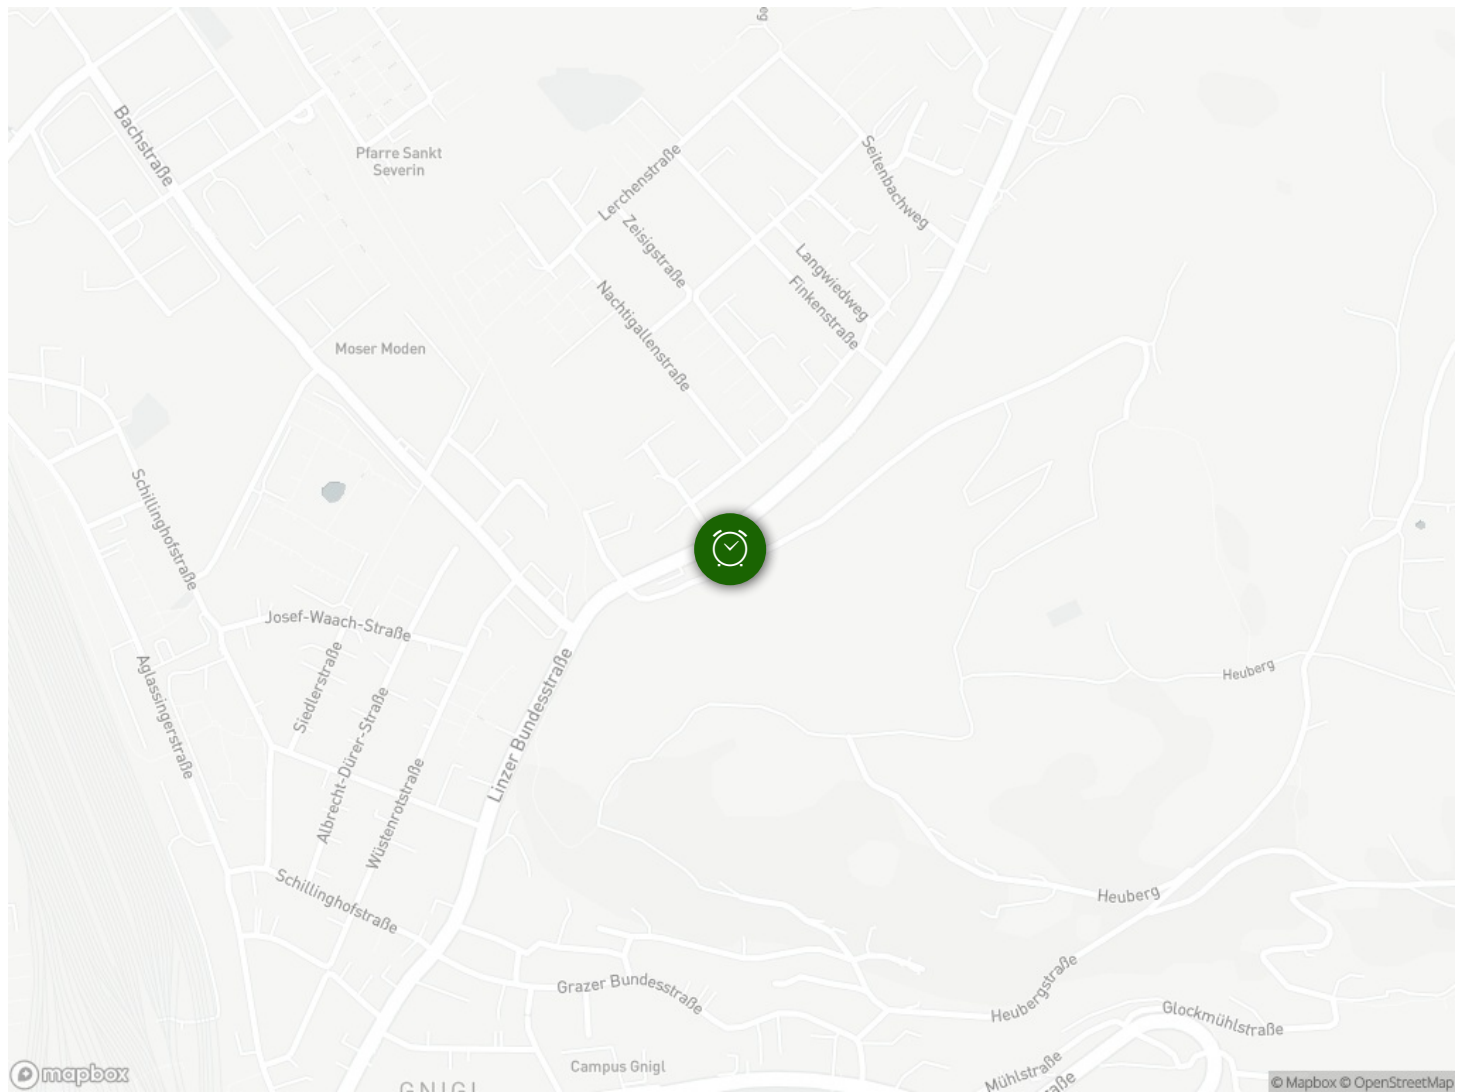 Bachstraße
Pfarre Sankt
Severin
Lerchenstraße
Seitenbachweg
Zeisigstraße
Langwiedweg
Finkenstraße
Nachtigallenstraße
Moser Moden
Schillinghofstraße
Josef-Waach-Straße
Siedlerstraße
Aglassingerstraße
Albrecht-Dürer-Straße
Wüstenrotstraße
Linzer Bundesstraße
Heuberg
Schillinghofstraße
Heuberg
Grazer Bundesstraße
Heubergstraße
Glockmühlstraße
Campus Gnigl
Mühlstraße
GNIGL
mapbox
© Mapbox © OpenStreetMap